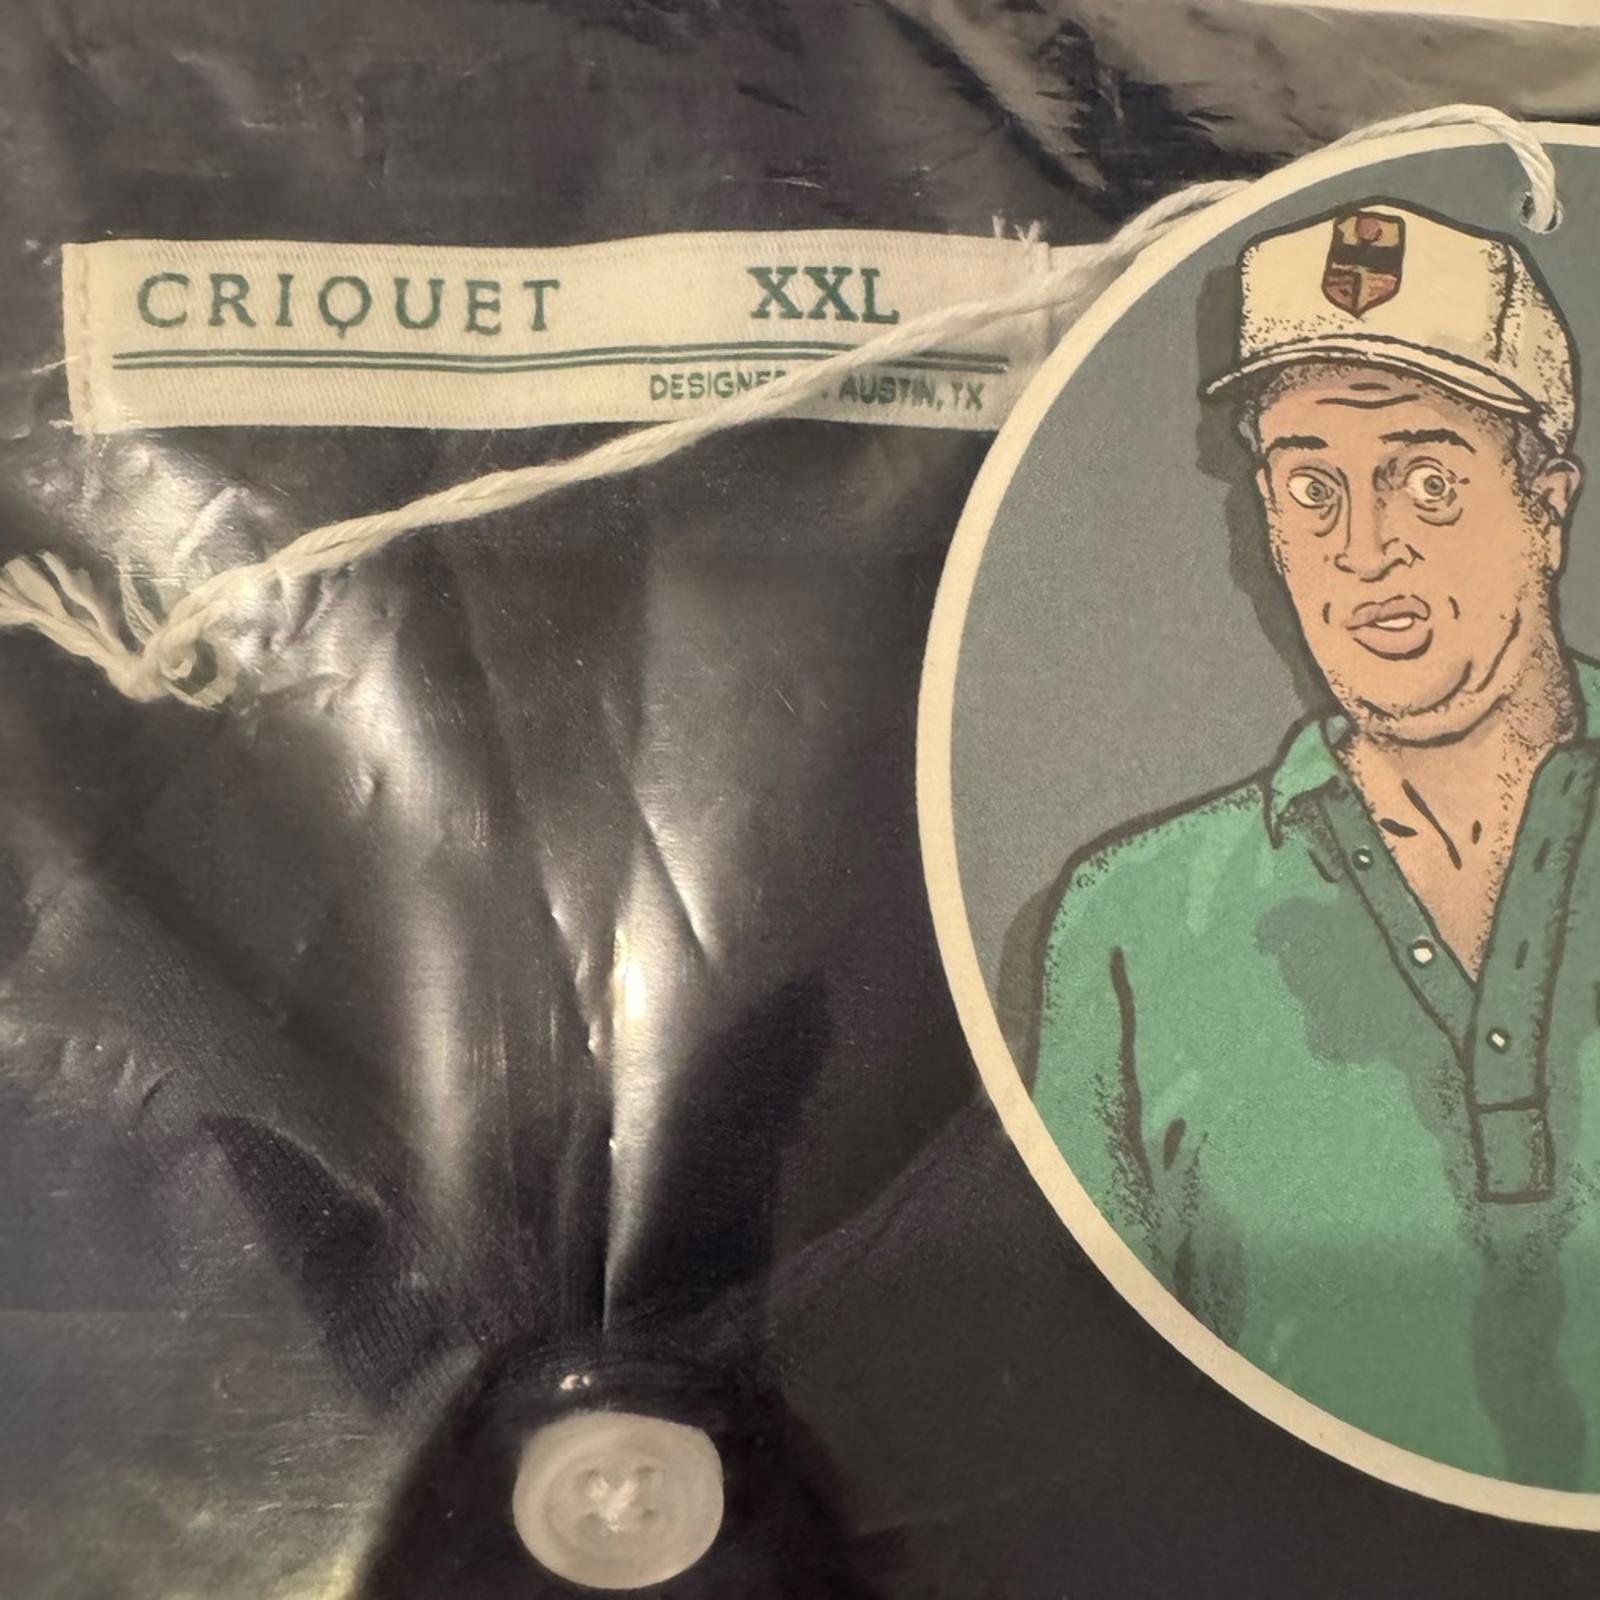 CRIQUET XXL
AUSTIN, TX